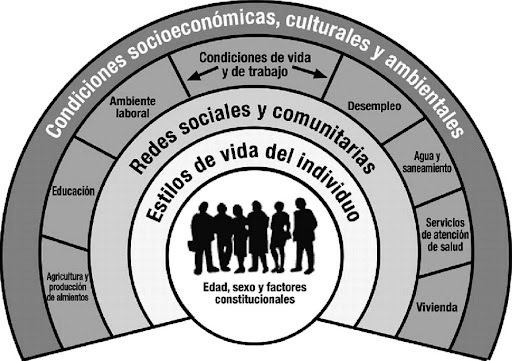 Condiciones socioeconómicas, culturales y ambientales
Condiciones de vida
y de trabajo
Ambiente
laboral
Desempleo
Redes sociales y comunitarias
Educación
Agua y
saneamiento
Estilos de vida del individuo
Servicios
de atención
de salud
Agricultura y
producción
de almientos
Vivienda
Edad, sexo y factores
constitucionales